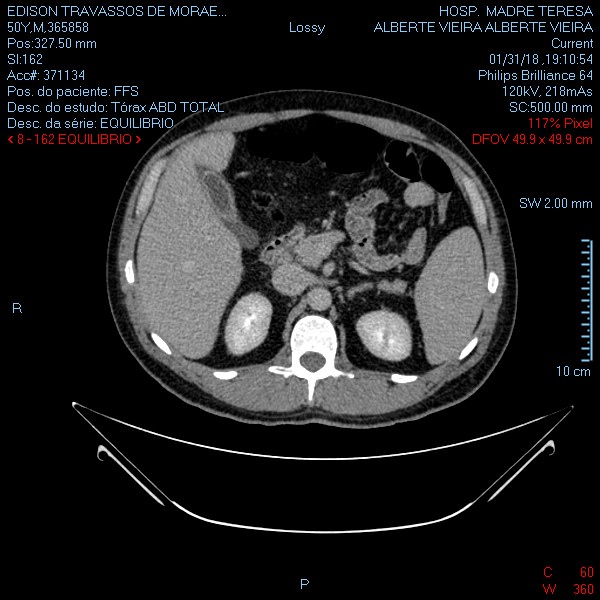 EDISON TRAVASSOS DE MORAE...
50Y,M,365858
Pos:327.50 mm
SI:162
Acc#: 371134
Pos. do paciente: FFS
Desc. do estudo: Tórax ABD TOTAL
Desc. da série: EQUILIBRIO
< 8 - 162 EQUILIBRIO >
Lossy
HOSP. MADRE TERESA
ALBERTE VIEIRA ALBERTE VIEIRA
Current
01/31/18 ,19:10:54
Philips Brilliance 64
120kV, 218mAs
SC:500.00 mm
117% Pixel
DFOV 49.9 x 49.9 cm
SW 2.00 mm
R
10 cm
P
C 60
W 360